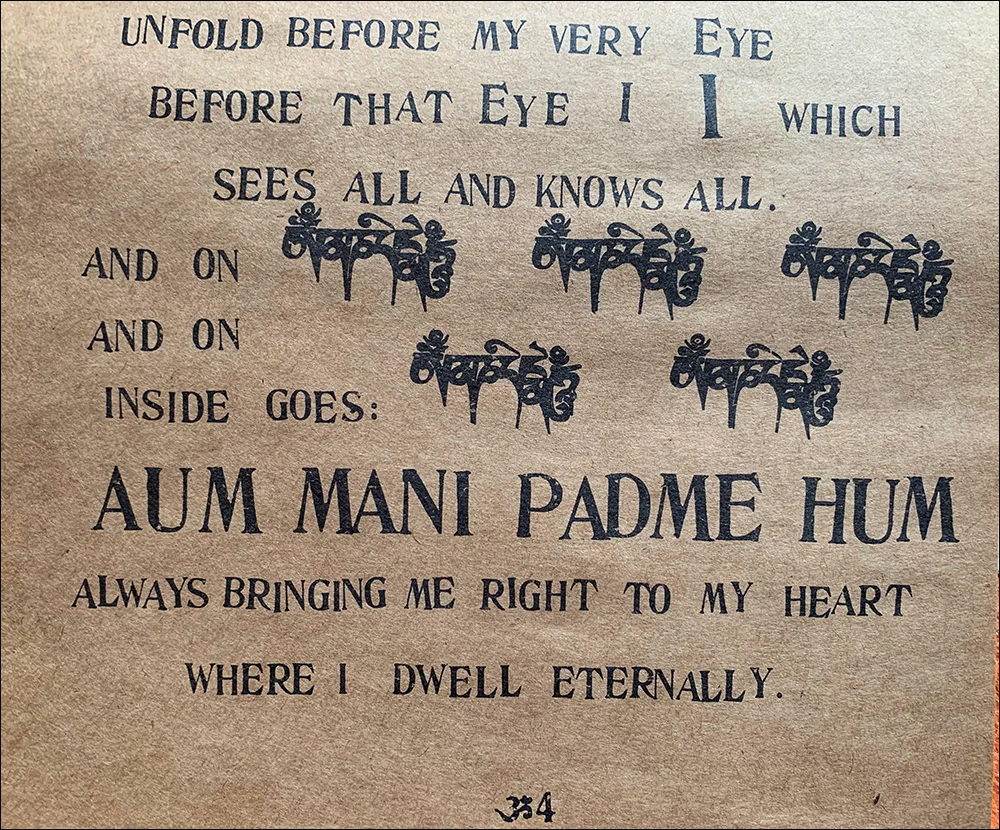 UNFOLD BEFORE MY VERY EYE
BEFORE THAT EYE I I WHICH
SEES ALL AND KNOWS ALL.
AND ON
AND ON
INSIDE GOES:
AUM MANI PADME HUM
ALWAYS BRINGING ME RIGHT TO MY HEART
WHERE I DWELL ETERNALLY.
ॐ4